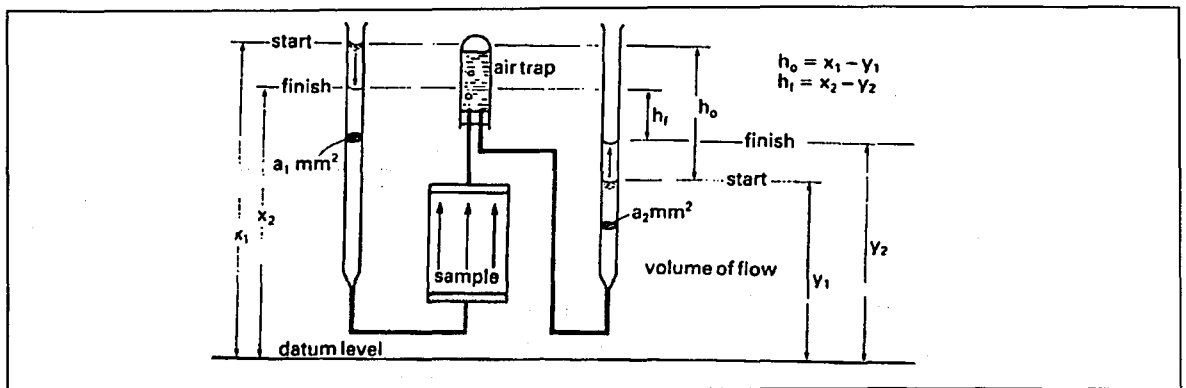 start
air trap
h₀ = x₁ − y₁
h_f = x₂ − y₂
finish
h_f
h₀
finish
a₁ mm²
start
x₁
x₂
a₂mm²
y₂
sample
volume of flow
y₁
datum level